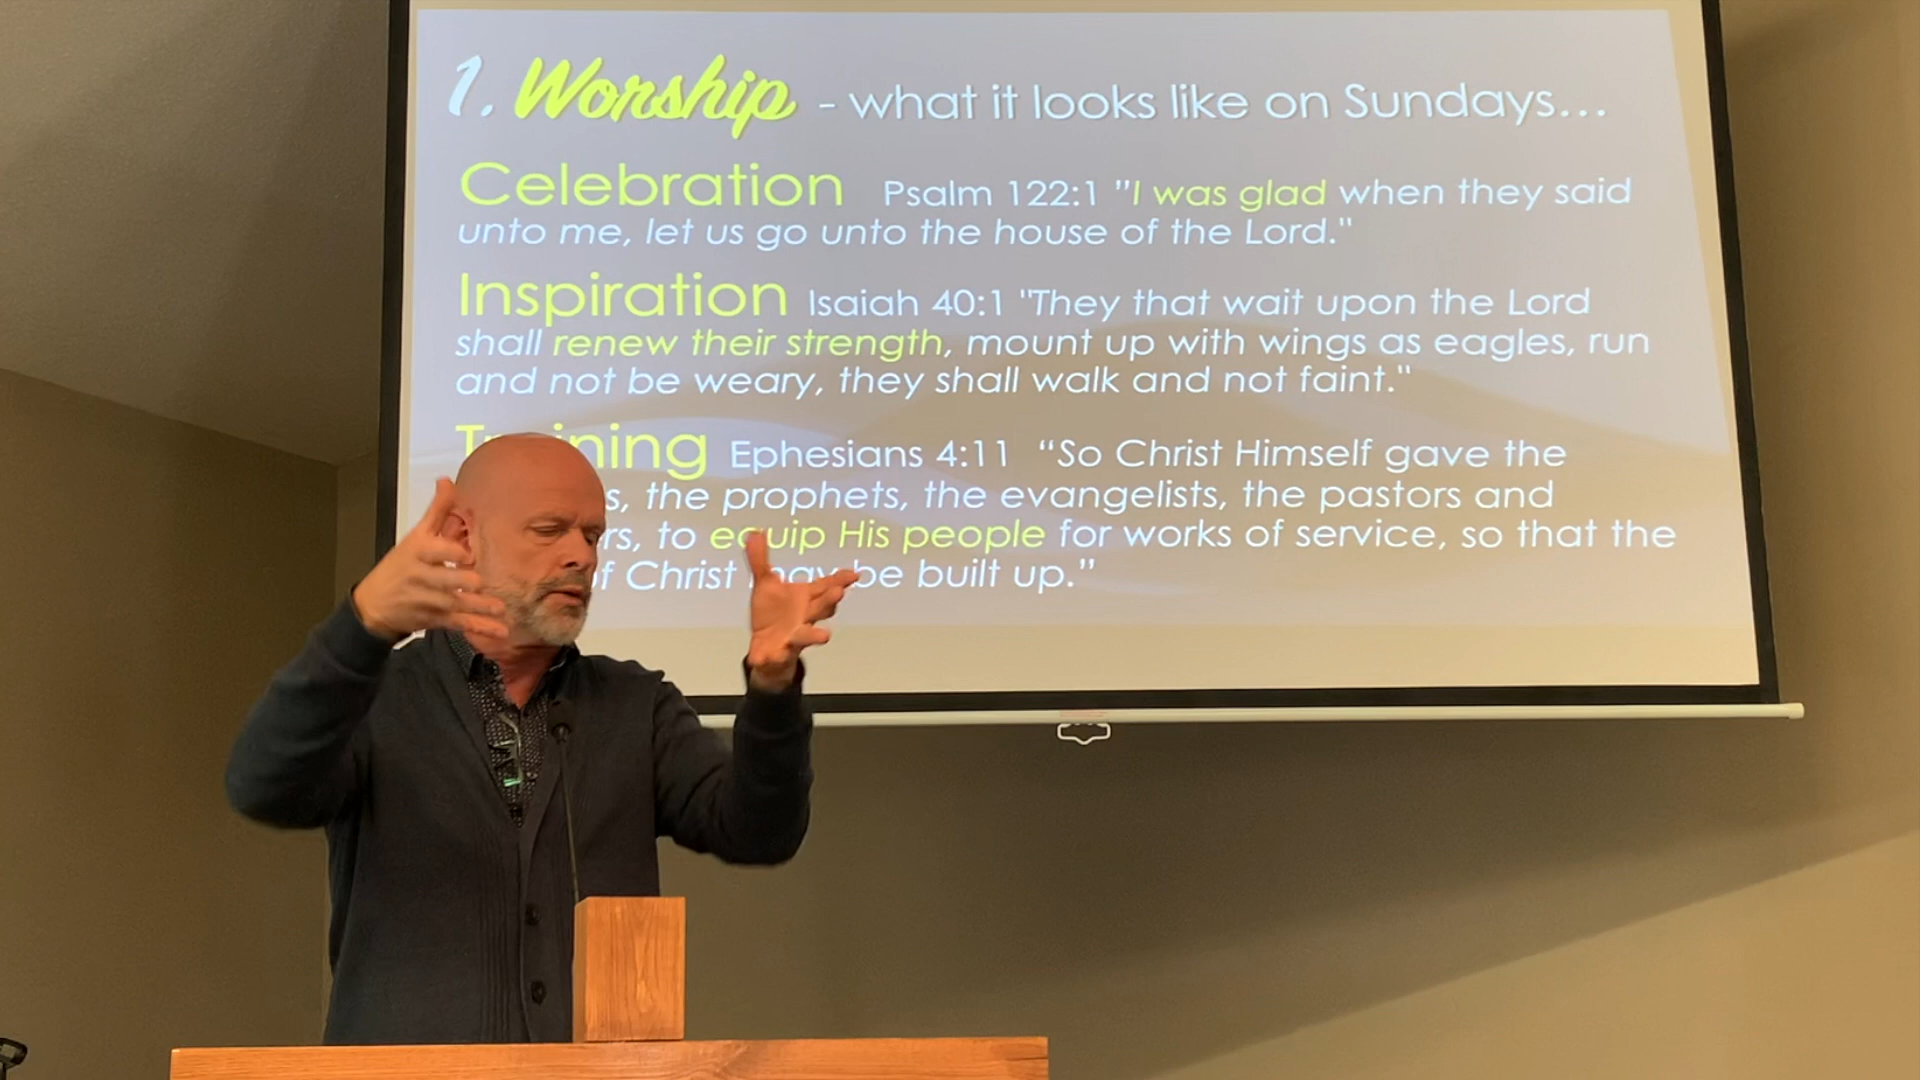 1. Worship - what it looks like on Sundays...
Celebration Psalm 122:1 "I was glad when they said
unto me, let us go unto the house of the Lord."
Inspiration Isaiah 40:1 "They that wait upon the Lord
shall renew their strength, mount up with wings as eagles, run
and not be weary, they shall walk and not faint."
Training Ephesians 4:11 “So Christ Himself gave the
the prophets, the evangelists, the pastors and
to equip His people for works of service, so that the
of Christ may be built up.”